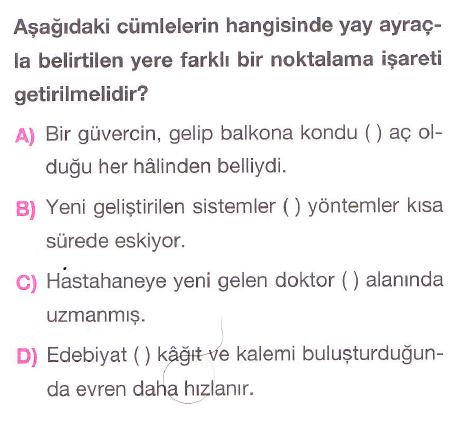 Aşağıdaki cümlelerin hangisinde yay ayraç-
la belirtilen yere farklı bir noktalama işareti
getirilmelidir?
A) Bir güvercin, gelip balkona kondu ( ) aç ol-
duğu her hâlinden belliydi.
B) Yeni geliştirilen sistemler ( ) yöntemler kısa
sürede eskiyor.
C) Hastahaneye yeni gelen doktor ( ) alanında
uzmanmış.
D) Edebiyat ( ) kâğıt ve kalemi buluşturduğun-
da evren daha hızlanır.